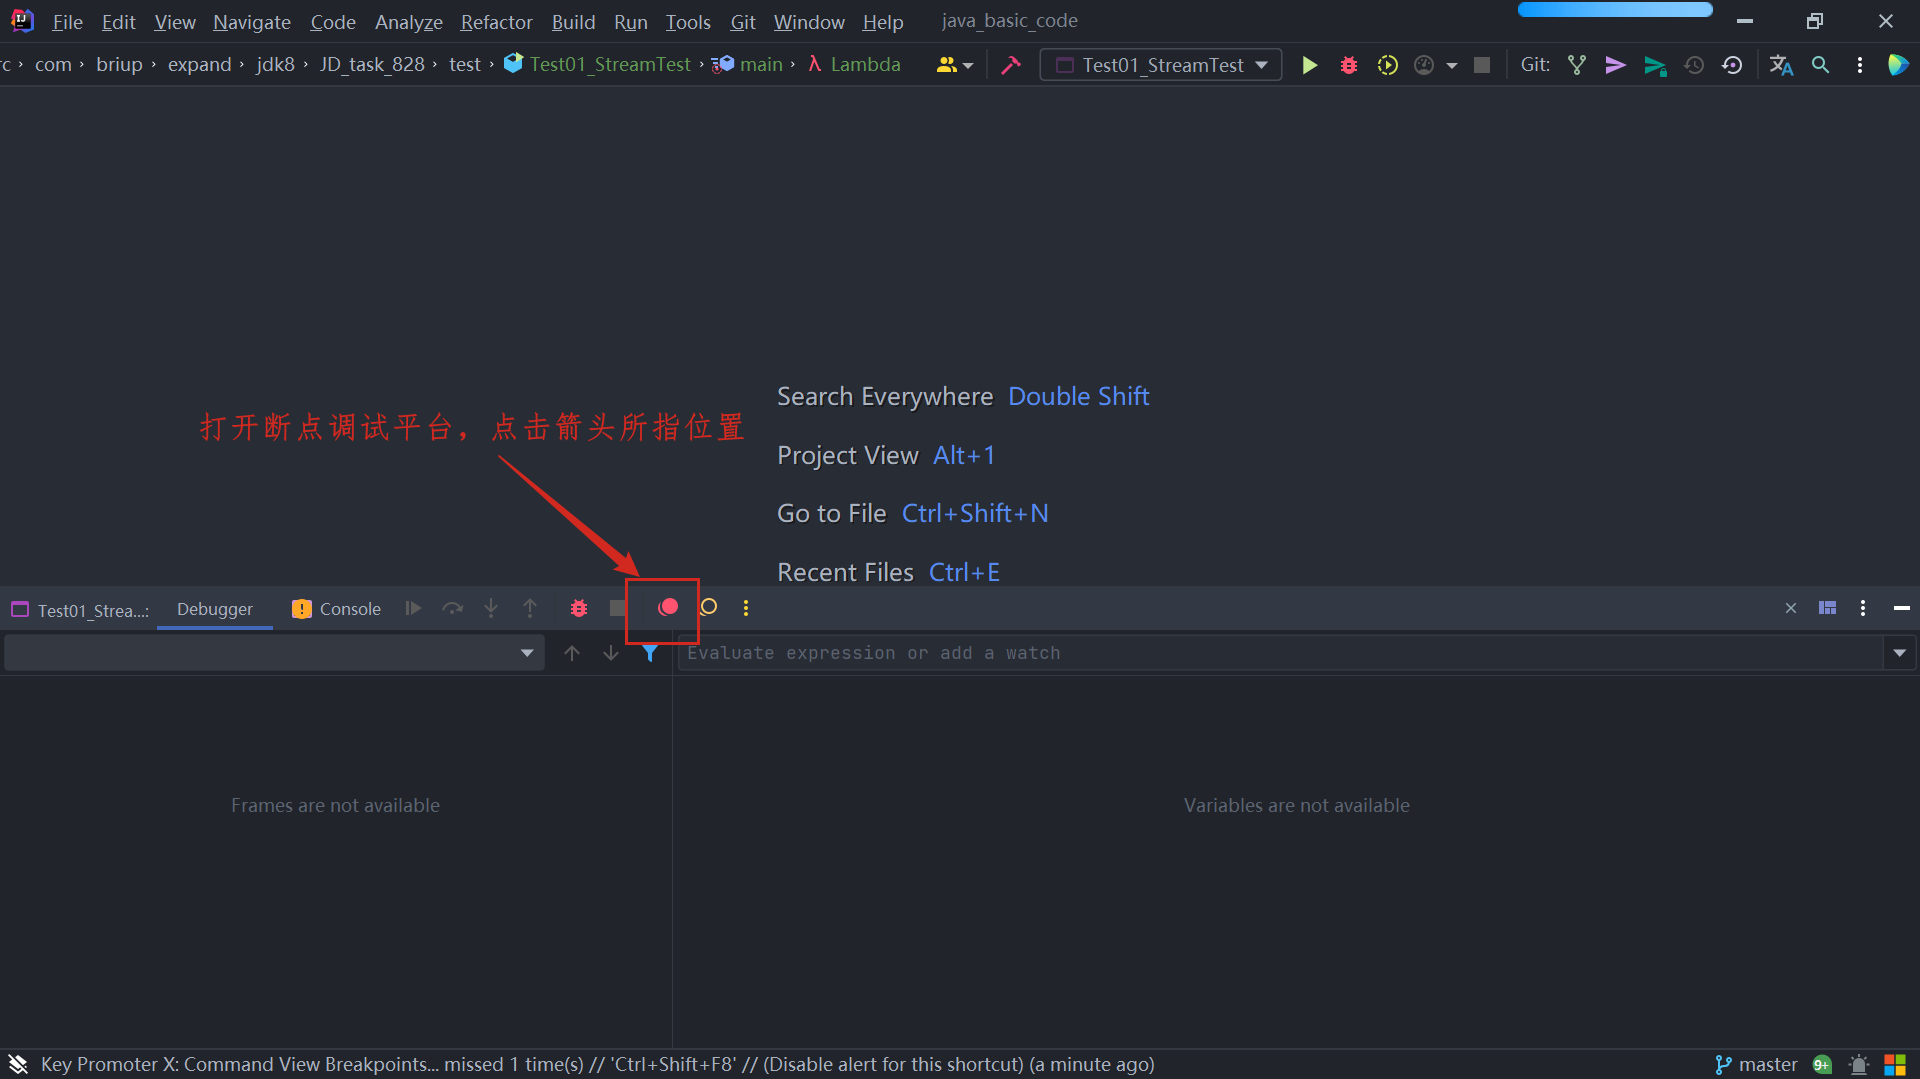 File Edit View Navigate Code Analyze Refactor Build Run Tools Git Window Help java_basic_code
rc › com › briup › expand › jdk8 › JD_task_828 › test › Test01_StreamTest › main › λ Lambda Test01_StreamTest Git:
Search Everywhere Double Shift
打开断点调试平台，点击箭头所指位置
Project View Alt+1
Go to File Ctrl+Shift+N
Recent Files Ctrl+E
Test01_Strea...: Debugger Console
Evaluate expression or add a watch
Frames are not available
Variables are not available
Key Promoter X: Command View Breakpoints... missed 1 time(s) // 'Ctrl+Shift+F8' // (Disable alert for this shortcut) (a minute ago) master 9+